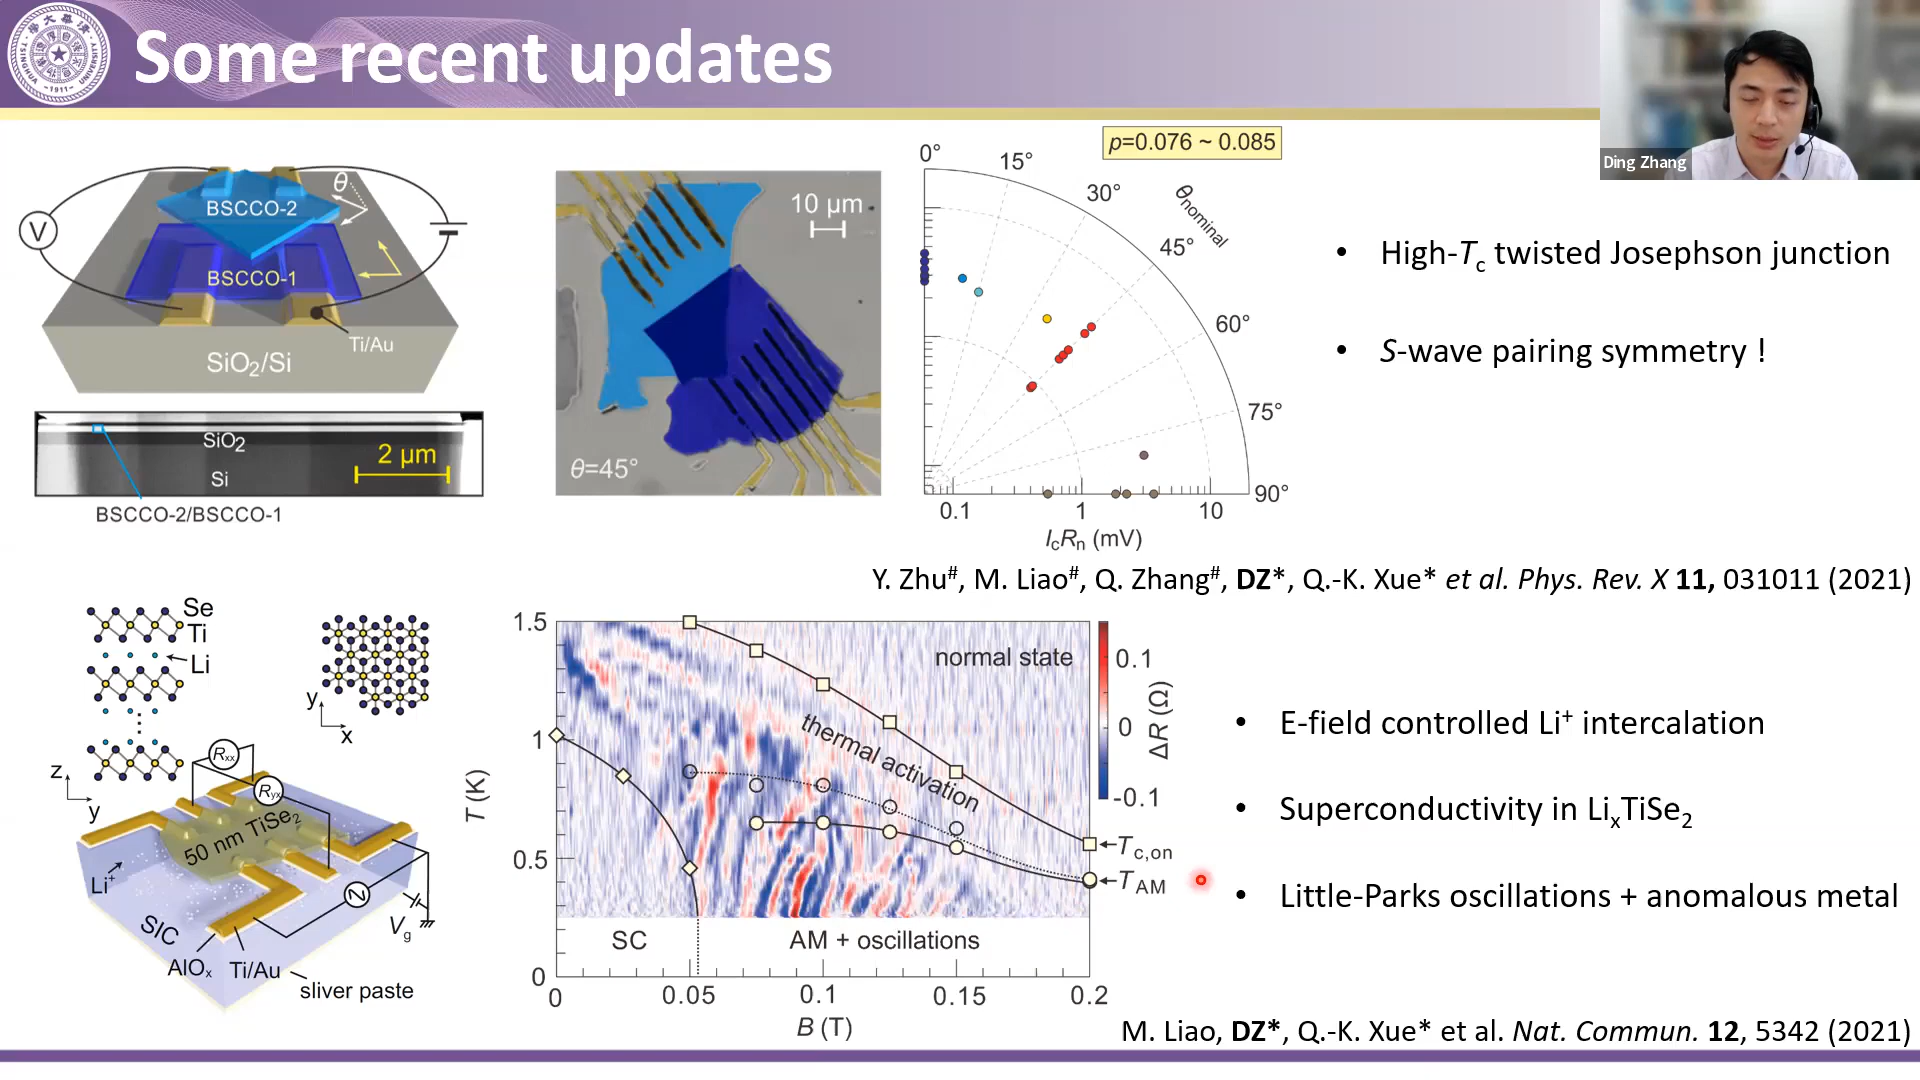 Some recent updates
Ding Zhang
V
θ
BSCCO-2
BSCCO-1
Ti/Au
SiO2/Si
SiO2
Si
2 μm
BSCCO-2/BSCCO-1
10 μm
θ=45°
p=0.076 ~ 0.085
0°
15°
30°
45°
60°
75°
90°
θnominal
0.1
1
10
IcRn (mV)
• High-Tc twisted Josephson junction
• S-wave pairing symmetry !
Y. Zhu#, M. Liao#, Q. Zhang#, DZ*, Q.-K. Xue* et al. Phys. Rev. X 11, 031011 (2021)
Se
Ti
Li
y
x
z
y
Rxx
Ryx
50 nm TiSe2
Li+
SIC
AlOx
Ti/Au
sliver paste
Vg
N
1.5
1
0.5
0
T (K)
normal state
thermal activation
SC
AM + oscillations
0
0.05
0.1
0.15
0.2
B (T)
0.1
0
-0.1
ΔR (Ω)
Tc,on
TAM
• E-field controlled Li+ intercalation
• Superconductivity in LixTiSe2
• Little-Parks oscillations + anomalous metal
M. Liao, DZ*, Q.-K. Xue* et al. Nat. Commun. 12, 5342 (2021)